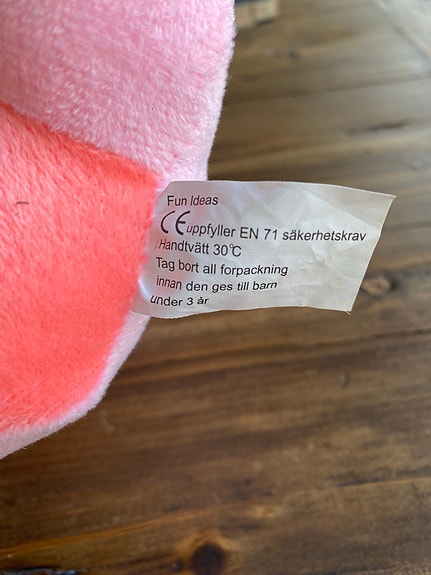 Fun Ideas
CE uppfyller EN 71 säkerhetskrav
Handtvätt 30°C
Tag bort all forpackning
innan den ges till barn
under 3 år